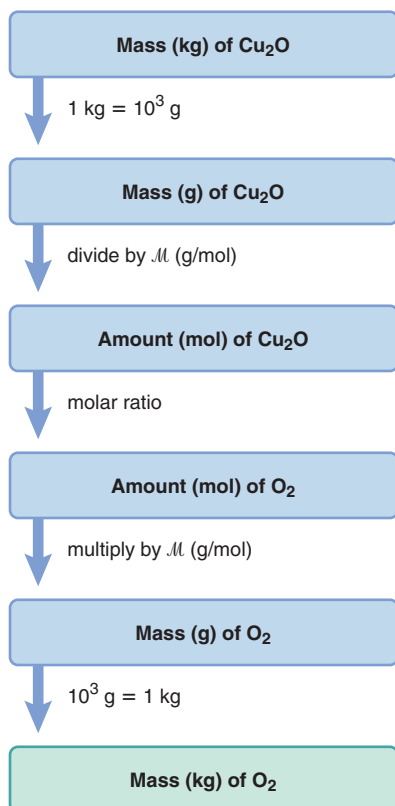 Mass (kg) of Cu₂O
1 kg = 10³ g
Mass (g) of Cu₂O
divide by ℳ (g/mol)
Amount (mol) of Cu₂O
molar ratio
Amount (mol) of O₂
multiply by ℳ (g/mol)
Mass (g) of O₂
10³ g = 1 kg
Mass (kg) of O₂